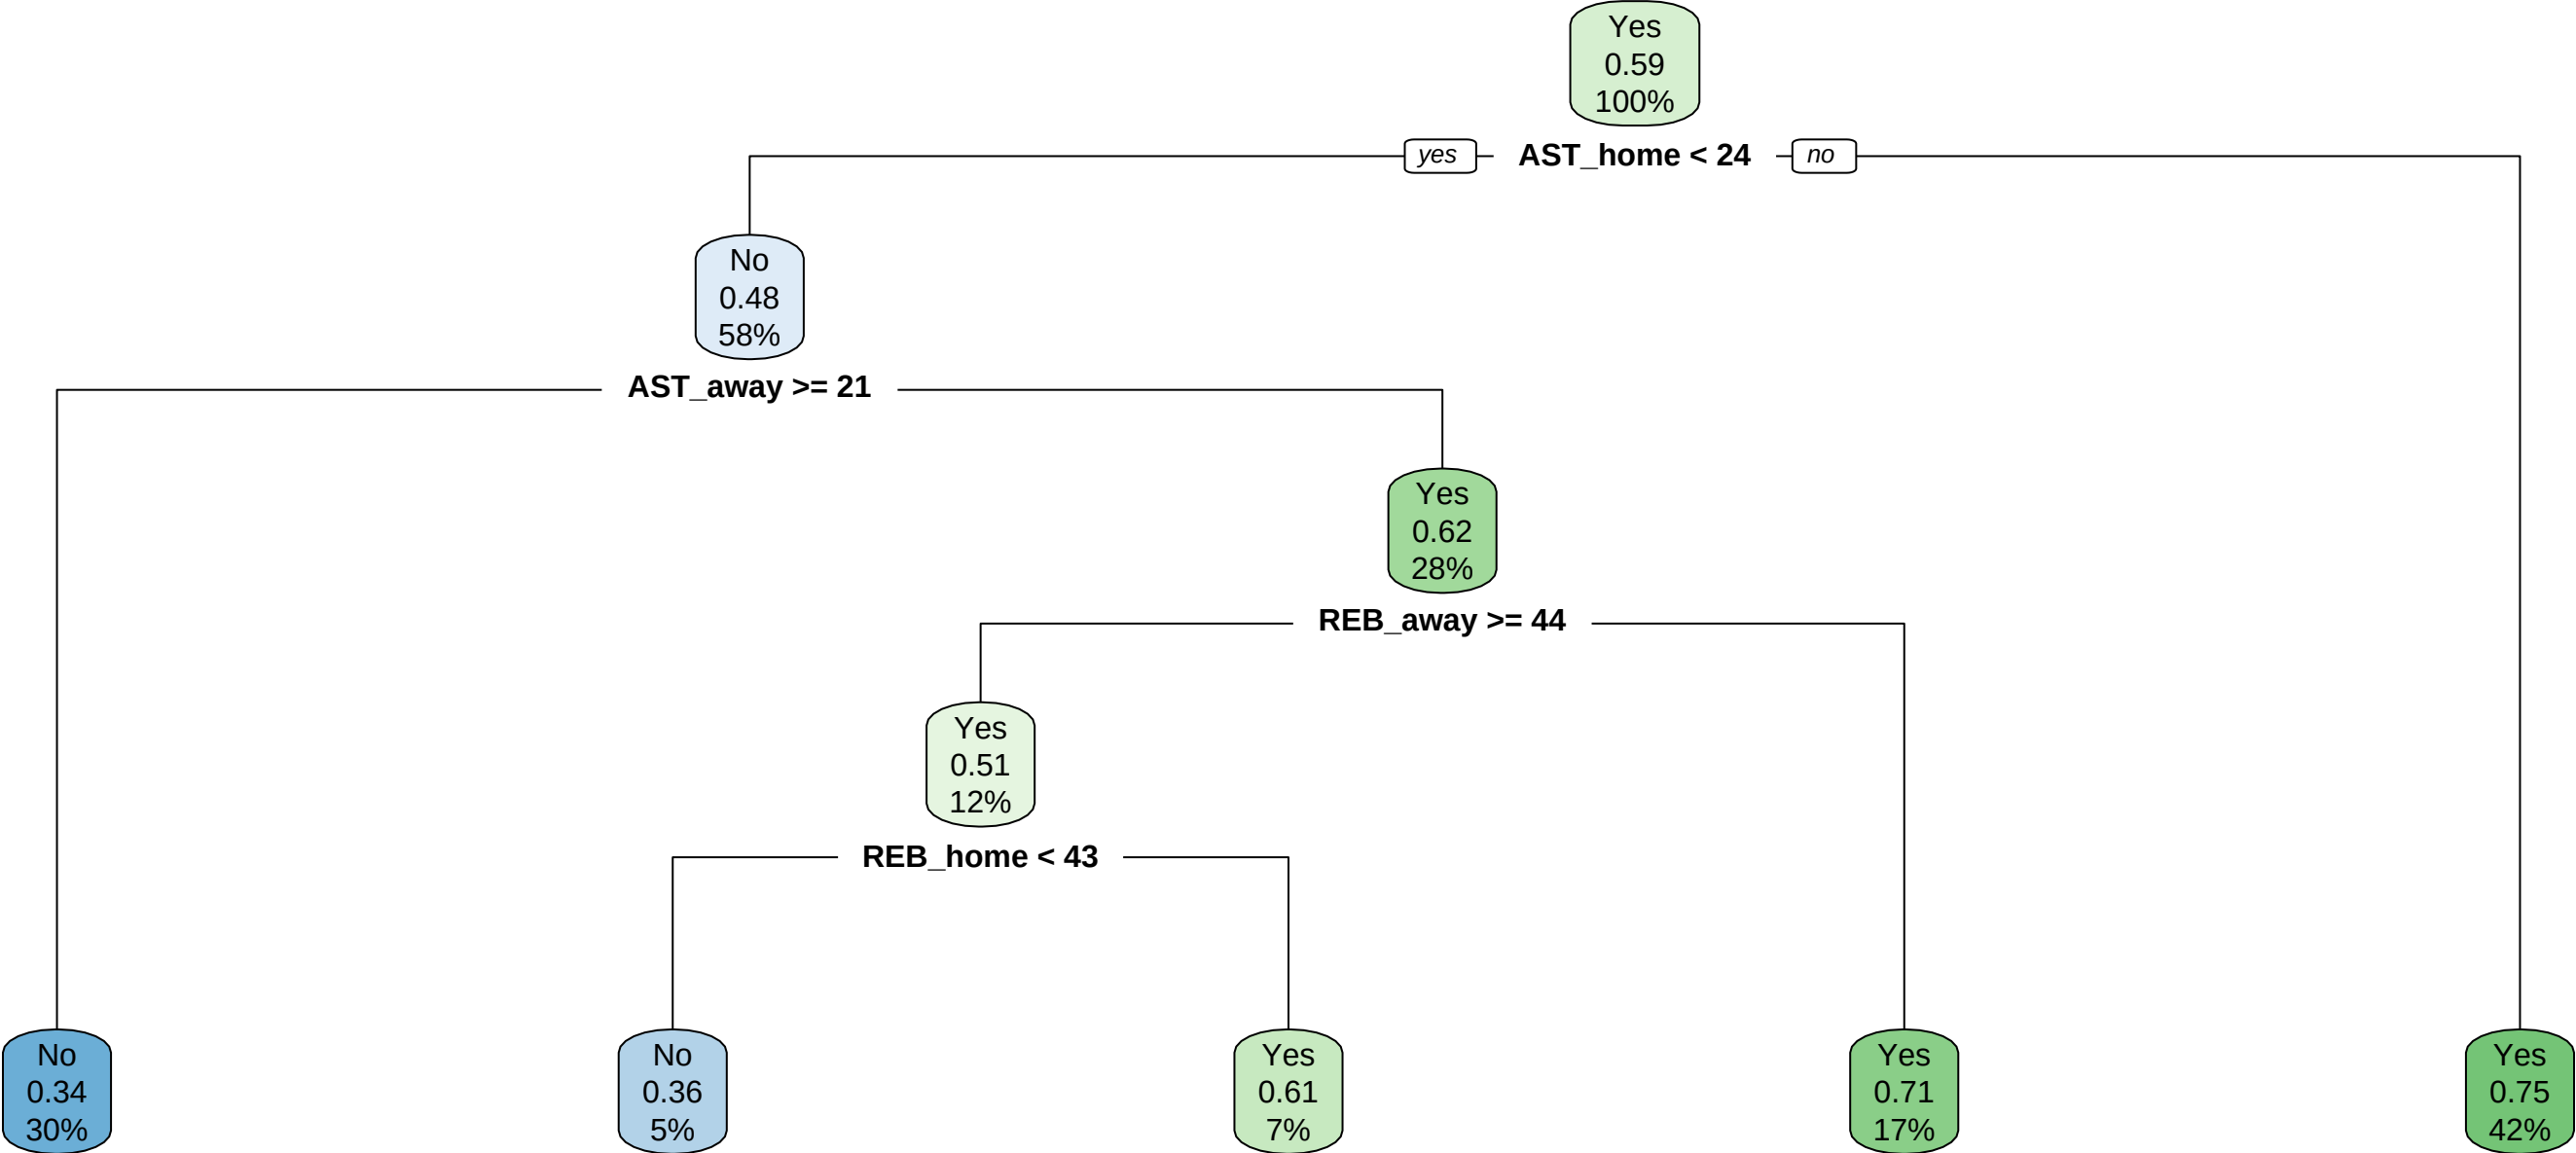 Yes
0.59
100%
yes
AST_home < 24
no
No
0.48
58%
AST_away >= 21
Yes
0.62
28%
REB_away >= 44
Yes
0.51
12%
REB_home < 43
No
0.34
30%
No
0.36
5%
Yes
0.61
7%
Yes
0.71
17%
Yes
0.75
42%